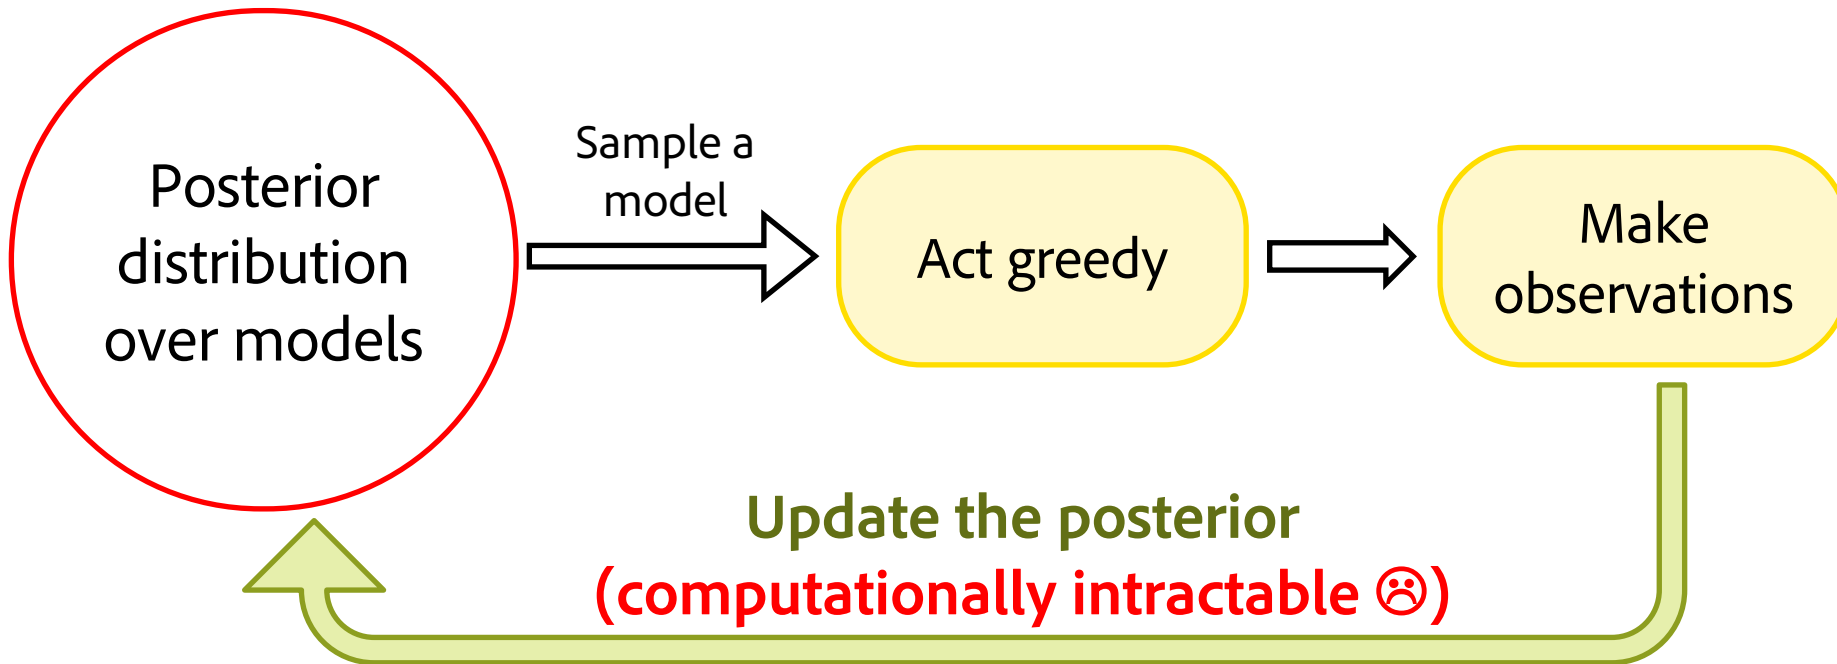 Posterior
distribution
over models
Sample a
model
Act greedy
Make
observations
Update the posterior
(computationally intractable ☹)